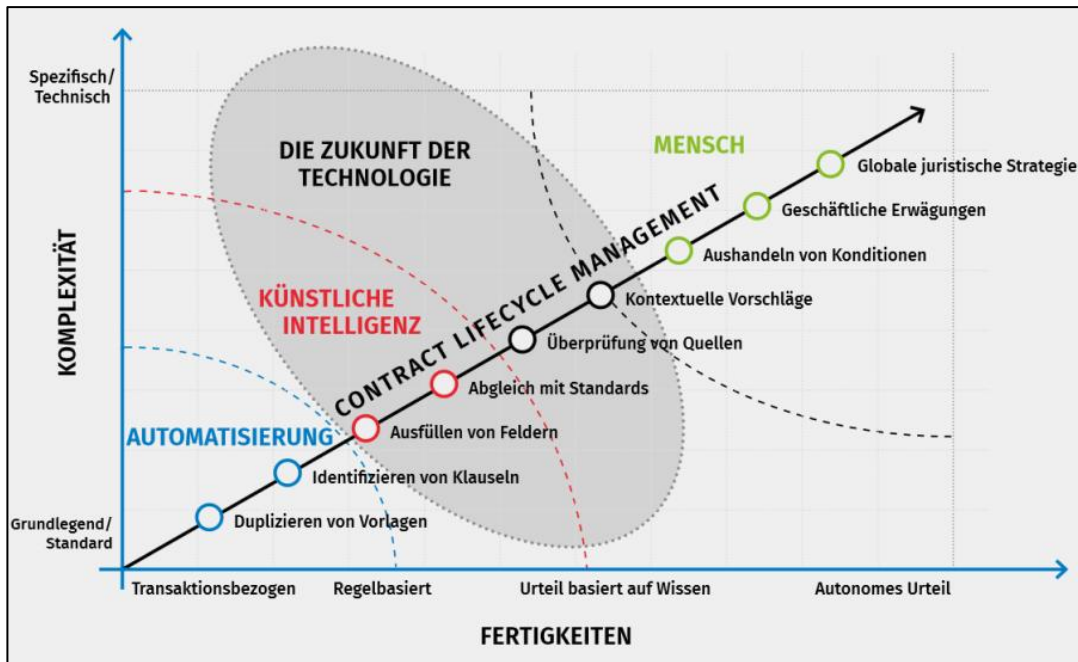 Spezifisch/
Technisch
DIE ZUKUNFT DER
TECHNOLOGIE
MENSCH
Globale juristische Strategie
Geschäftliche Erwägungen
Aushandeln von Konditionen
KOMPLEXITÄT
KÜNSTLICHE
INTELLIGENZ
CONTRACT LIFECYCLE MANAGEMENT
Kontextuelle Vorschläge
Überprüfung von Quellen
Abgleich mit Standards
AUTOMATISIERUNG
Ausfüllen von Feldern
Identifizieren von Klauseln
Duplizieren von Vorlagen
Grundlegend/
Standard
Transaktionsbezogen
Regelbasiert
Urteil basiert auf Wissen
Autonomes Urteil
FERTIGKEITEN